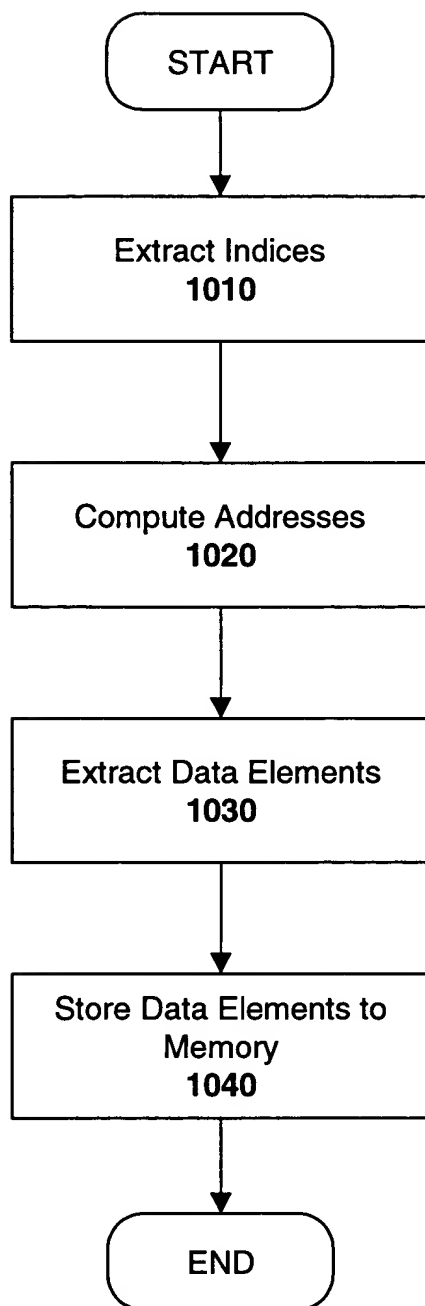 START
Extract Indices
1010
Compute Addresses
1020
Extract Data Elements
1030
Store Data Elements to
Memory
1040
END